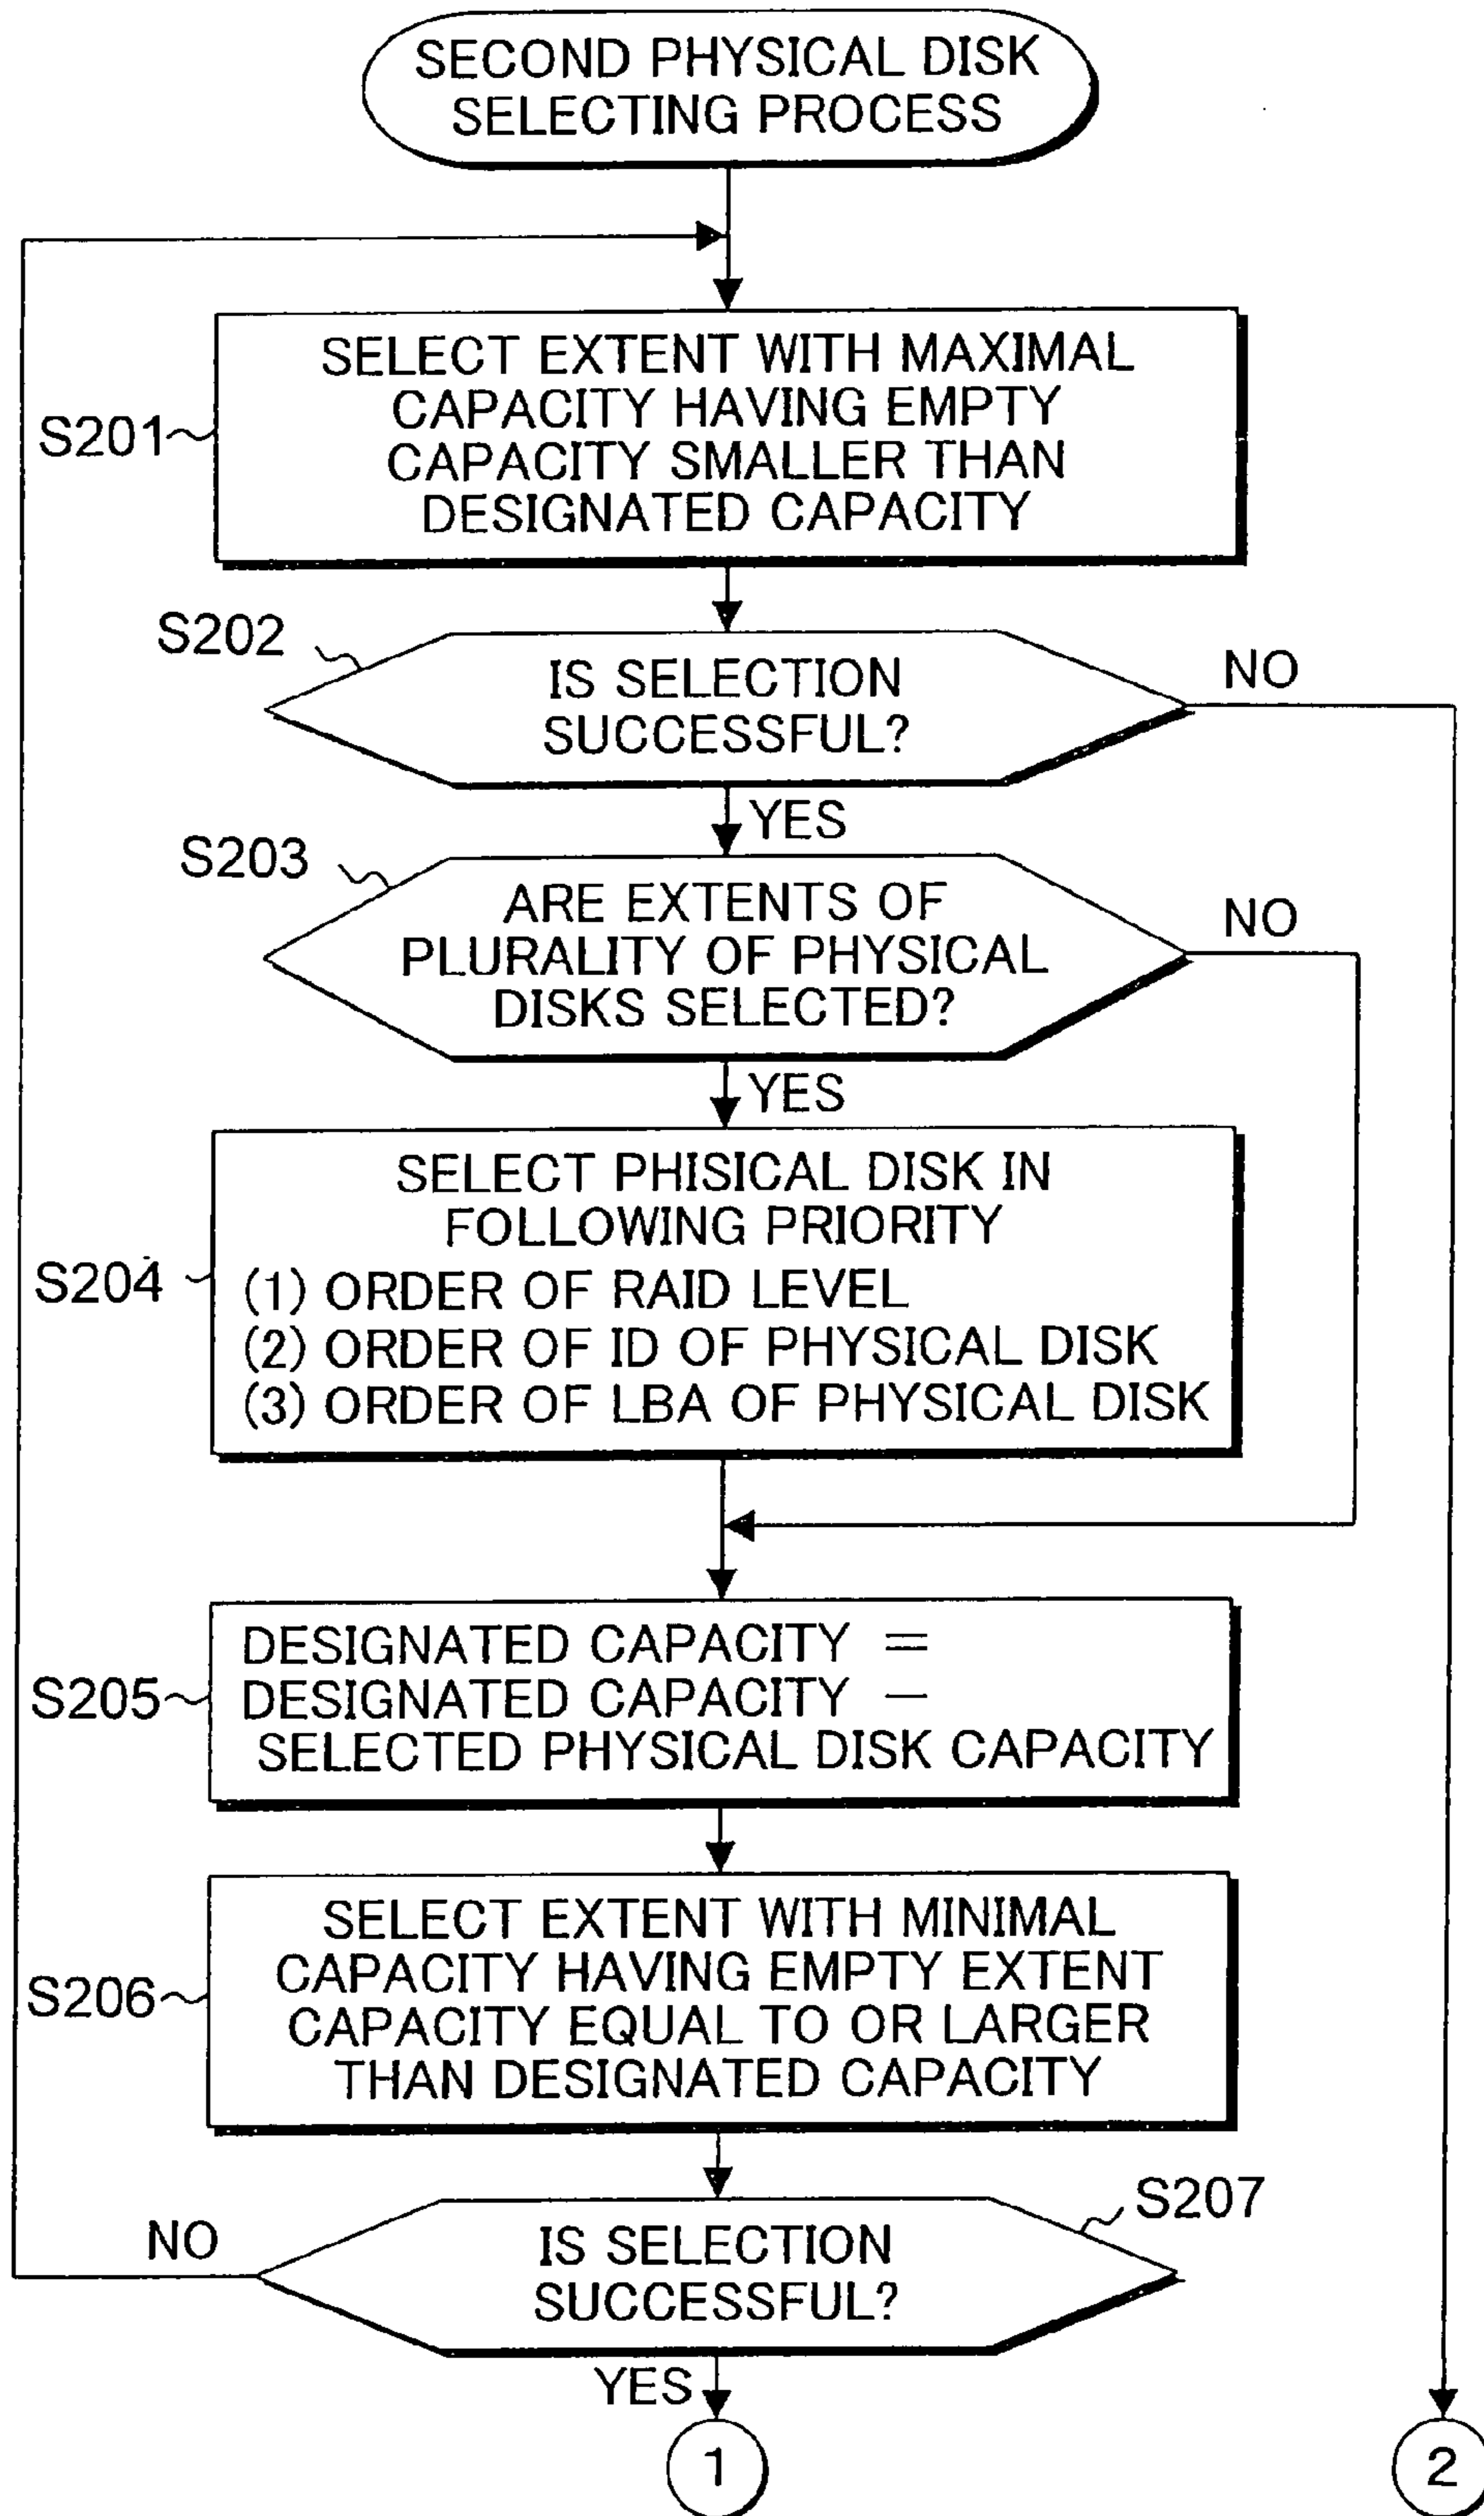 SECOND PHYSICAL DISK
SELECTING PROCESS
SELECT EXTENT WITH MAXIMAL
CAPACITY HAVING EMPTY
CAPACITY SMALLER THAN
DESIGNATED CAPACITY
S201
S202
IS SELECTION
SUCCESSFUL?
NO
YES
S203
ARE EXTENTS OF
PLURALITY OF PHYSICAL
DISKS SELECTED?
NO
YES
SELECT PHISICAL DISK IN
FOLLOWING PRIORITY
(1) ORDER OF RAID LEVEL
(2) ORDER OF ID OF PHYSICAL DISK
(3) ORDER OF LBA OF PHYSICAL DISK
S204
DESIGNATED CAPACITY =
DESIGNATED CAPACITY −
SELECTED PHYSICAL DISK CAPACITY
S205
SELECT EXTENT WITH MINIMAL
CAPACITY HAVING EMPTY EXTENT
CAPACITY EQUAL TO OR LARGER
THAN DESIGNATED CAPACITY
S206
S207
NO
IS SELECTION
SUCCESSFUL?
YES
1
2